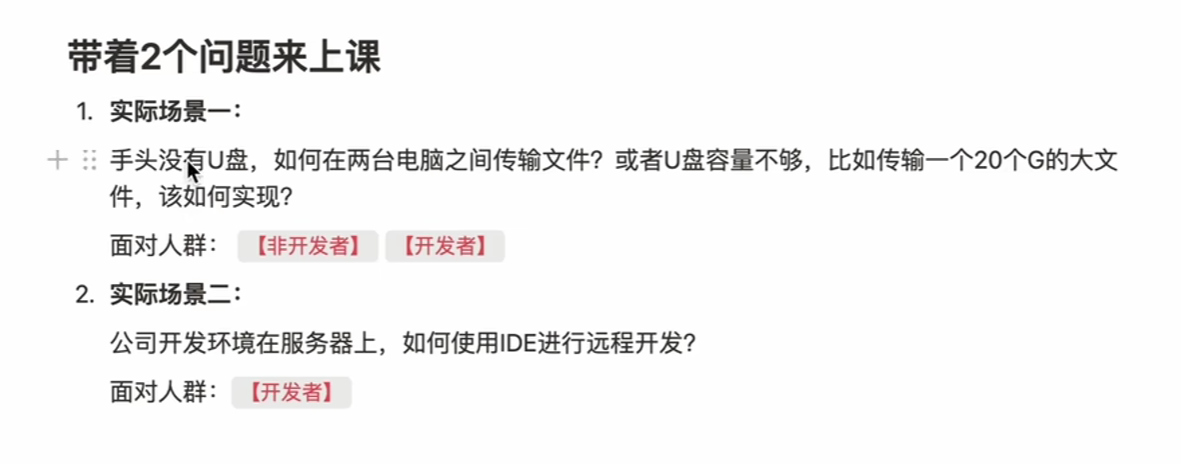 带着2个问题来上课
1. 实际场景一：
手头没有U盘，如何在两台电脑之间传输文件？或者U盘容量不够，比如传输一个20个G的大文
件，该如何实现？
面对人群： 【非开发者】 【开发者】
2. 实际场景二：
公司开发环境在服务器上，如何使用IDE进行远程开发？
面对人群： 【开发者】